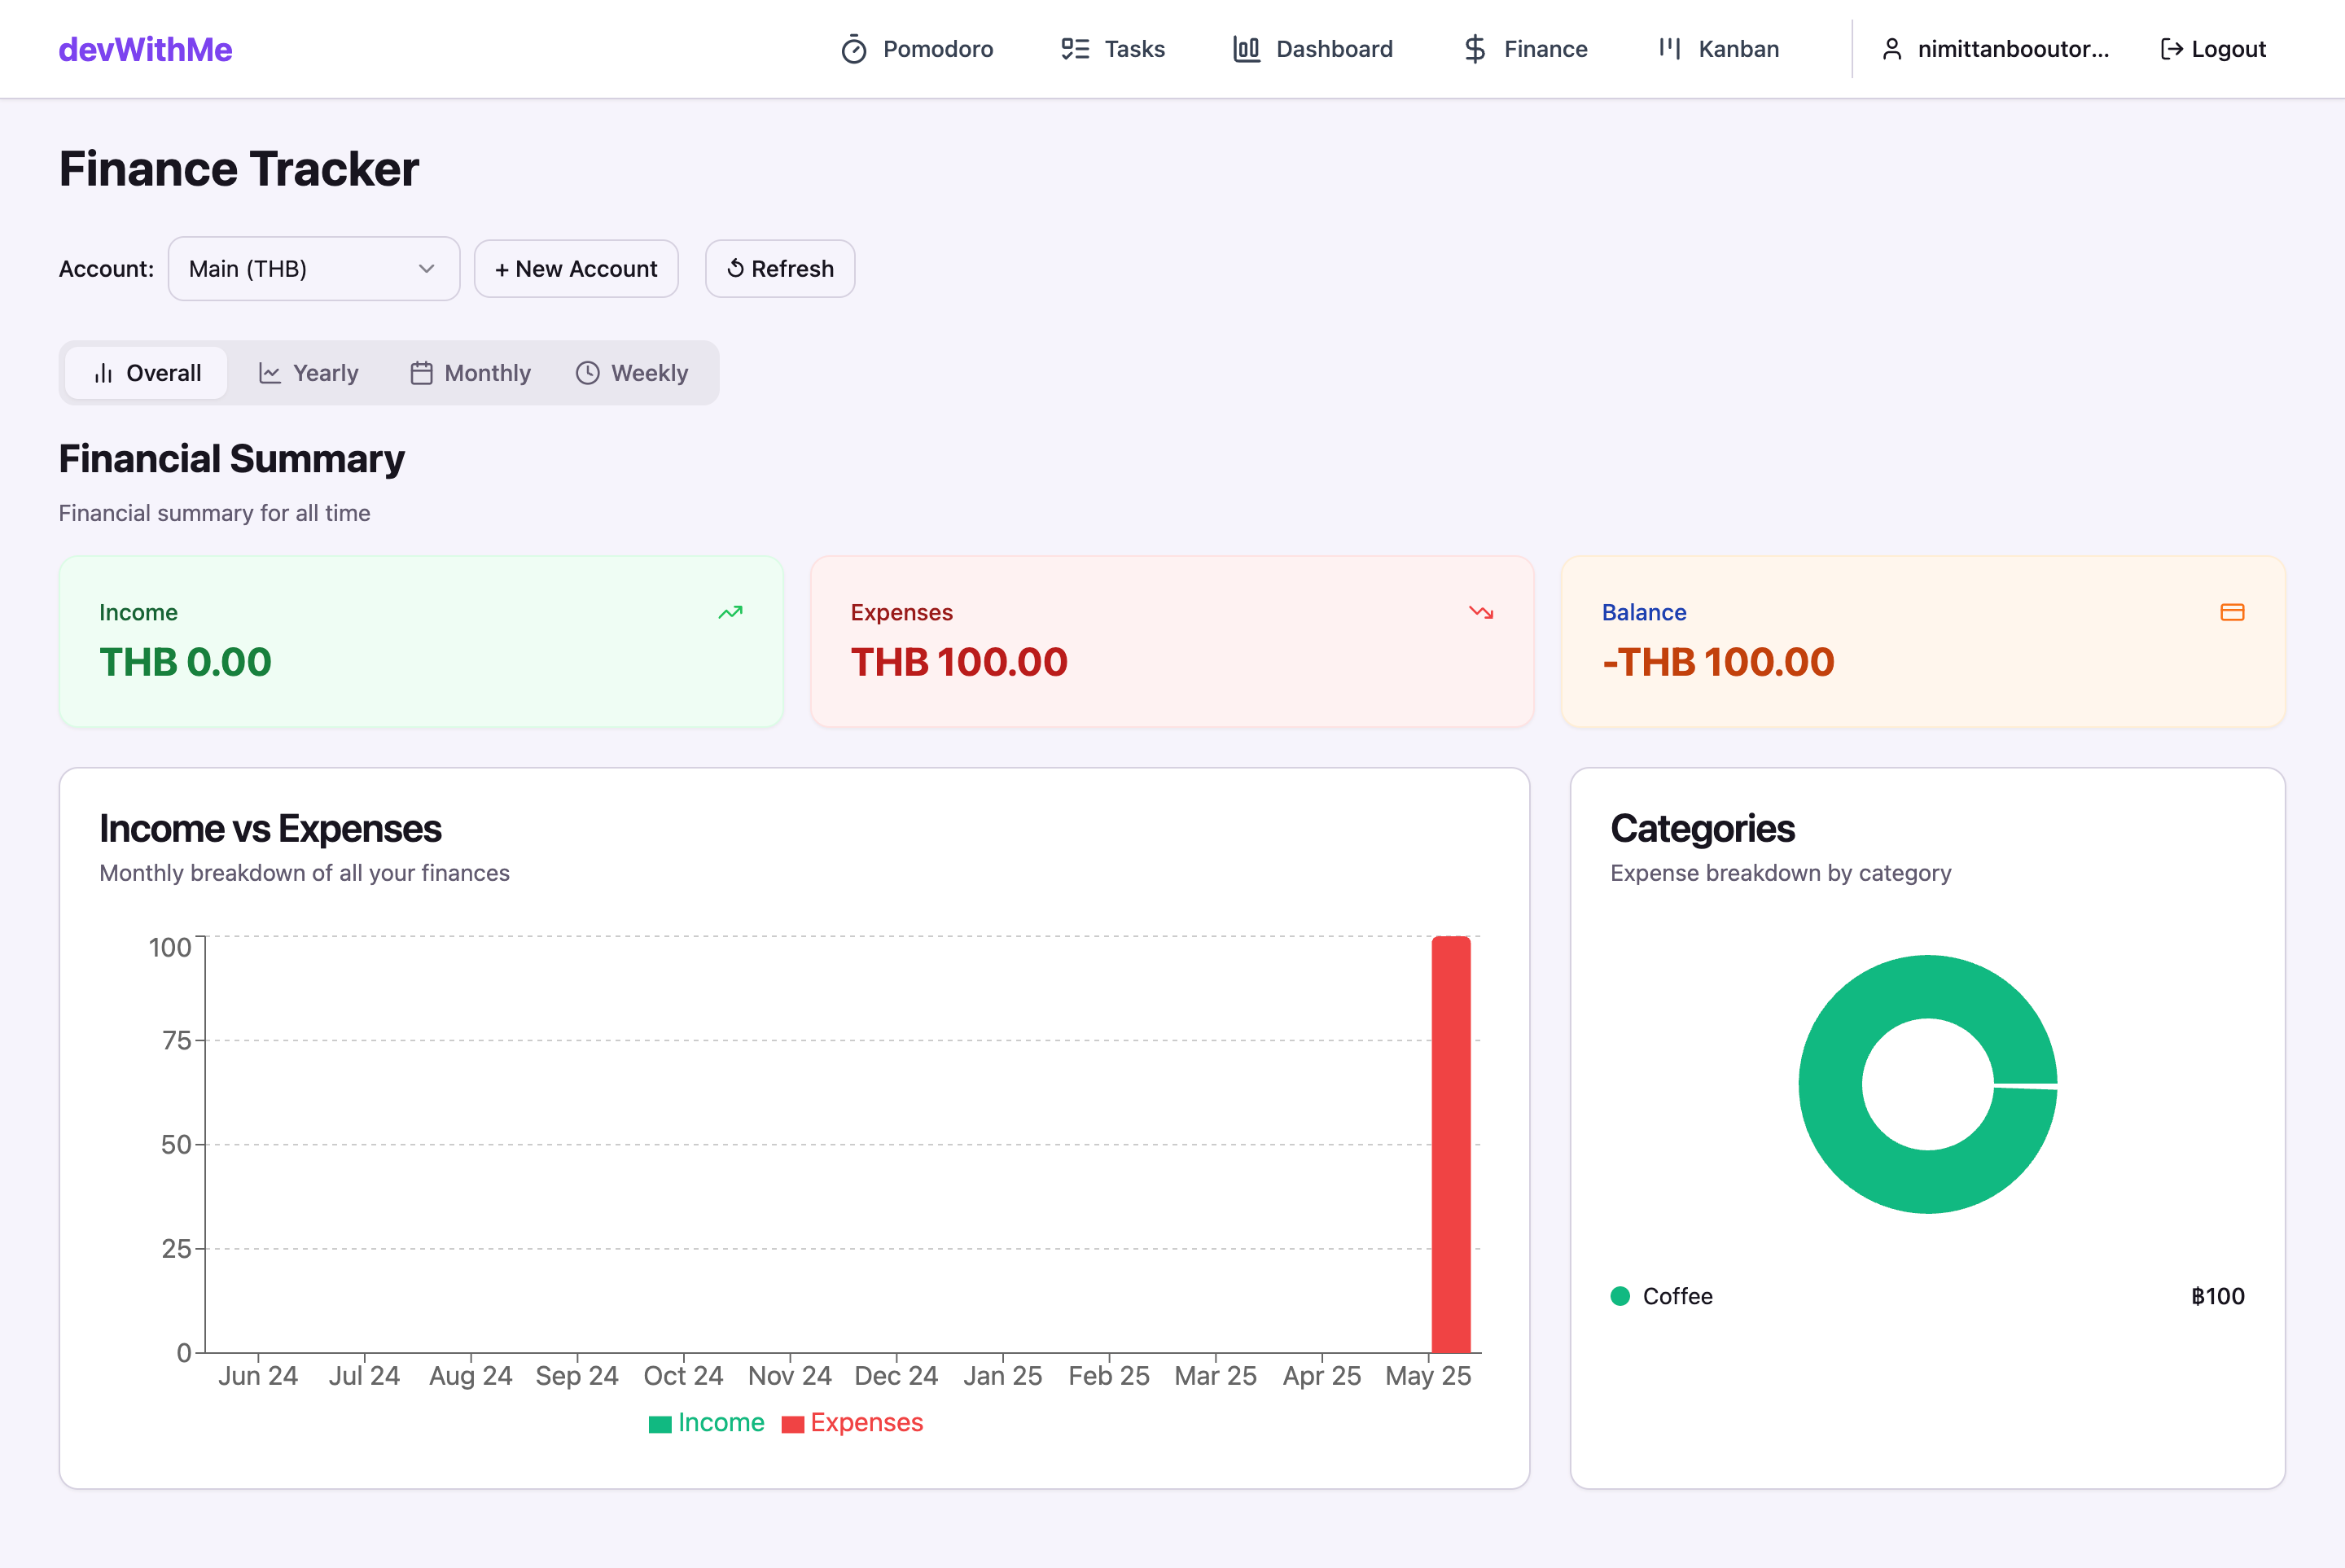 devWithMe
Pomodoro
Tasks
Dashboard
Finance
Kanban
nimittanbooutor...
Logout
Finance Tracker
Account:
Main (THB)
+ New Account
Refresh
Overall
Yearly
Monthly
Weekly
Financial Summary
Financial summary for all time
Income
THB 0.00
Expenses
THB 100.00
Balance
-THB 100.00
Income vs Expenses
Monthly breakdown of all your finances
100
75
50
25
0
Jun 24
Jul 24
Aug 24
Sep 24
Oct 24
Nov 24
Dec 24
Jan 25
Feb 25
Mar 25
Apr 25
May 25
Income
Expenses
Categories
Expense breakdown by category
Coffee
฿100